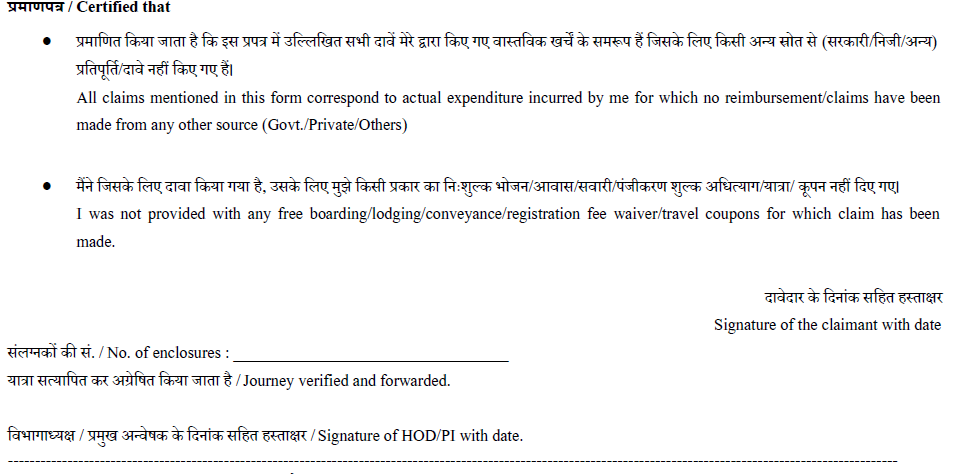 प्रमाणपत्र / Certified that
● प्रमाणित किया जाता है कि इस प्रपत्र में उल्लिखित सभी दावें मेरे द्वारा किए गए वास्तविक खर्चे के समरूप हैं जिसके लिए किसी अन्य स्रोत से (सरकारी/निजी/अन्य)
प्रतिपूर्ति/दावे नहीं किए गए हैं।
All claims mentioned in this form correspond to actual expenditure incurred by me for which no reimbursement/claims have been
made from any other source (Govt./Private/Others)
● मैंने जिसके लिए दावा किया गया है, उसके लिए मुझे किसी प्रकार का निःशुल्क भोजन/आवास/सवारी/पंजीकरण शुल्क अधित्याग/यात्रा/ कूपन नहीं दिए गए।
I was not provided with any free boarding/lodging/conveyance/registration fee waiver/travel coupons for which claim has been
made.
दावेदार के दिनांक सहित हस्ताक्षर
Signature of the claimant with date
संलग्नकों की सं. / No. of enclosures : ___________________________________
यात्रा सत्यापित कर अग्रेषित किया जाता है / Journey verified and forwarded.
विभागाध्यक्ष / प्रमुख अन्वेषक के दिनांक सहित हस्ताक्षर / Signature of HOD/PI with date.